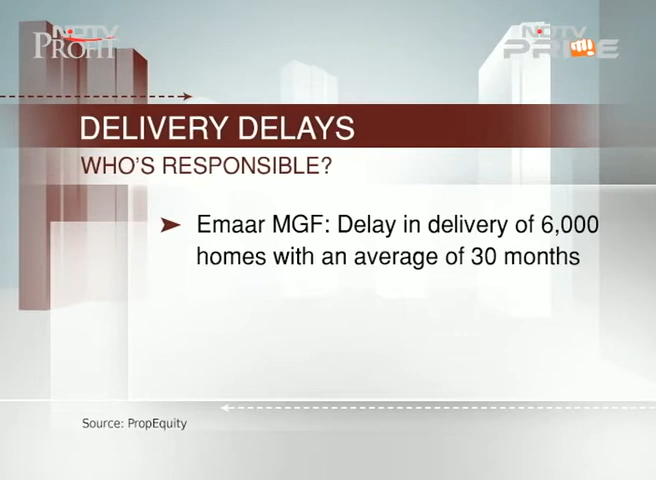 NDTV
PROFIT
NDTV
PRIME
DELIVERY DELAYS
WHO'S RESPONSIBLE?
Emaar MGF: Delay in delivery of 6,000
homes with an average of 30 months
Source: PropEquity